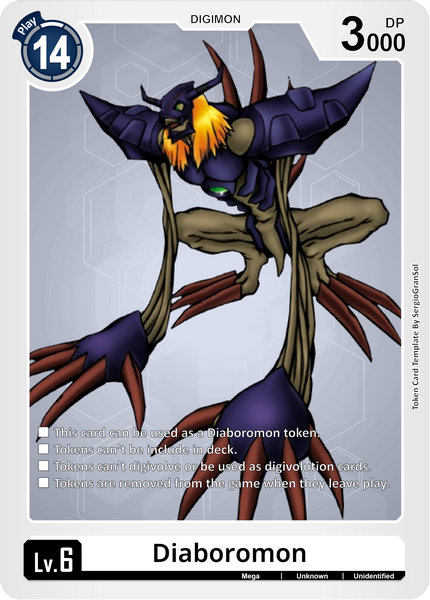 Play
14
DIGIMON
DP
3000
Token Card Template By SergioGranSol
This card can be used as a Diaboromon token.
Tokens can't be include in deck.
Tokens can't digivolve or be used as digivolution cards.
Tokens are removed from the game when they leave play.
Lv.6
Diaboromon
Mega | Unknown | Unidentified